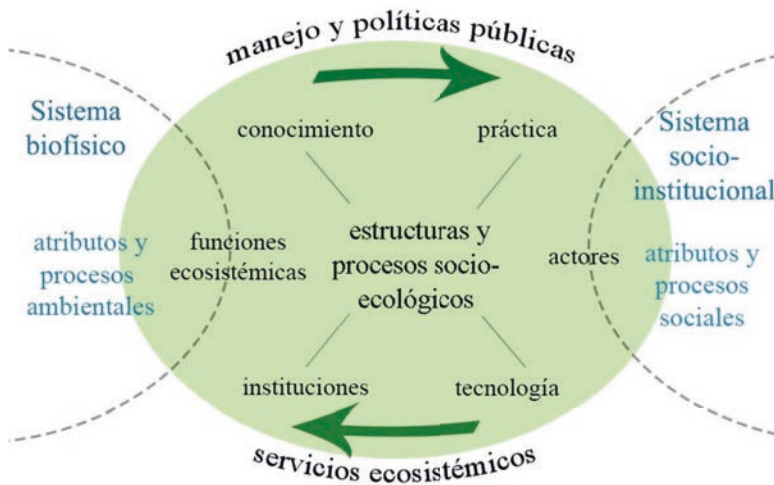 manejo y políticas públicas
Sistema
biofísico
conocimiento
práctica
Sistema
socio-
institucional
atributos y
procesos
ambientales
funciones
ecosistémicas
estructuras y
procesos socio-
ecológicos
actores
atributos y
procesos
sociales
instituciones
tecnología
servicios ecosistémicos